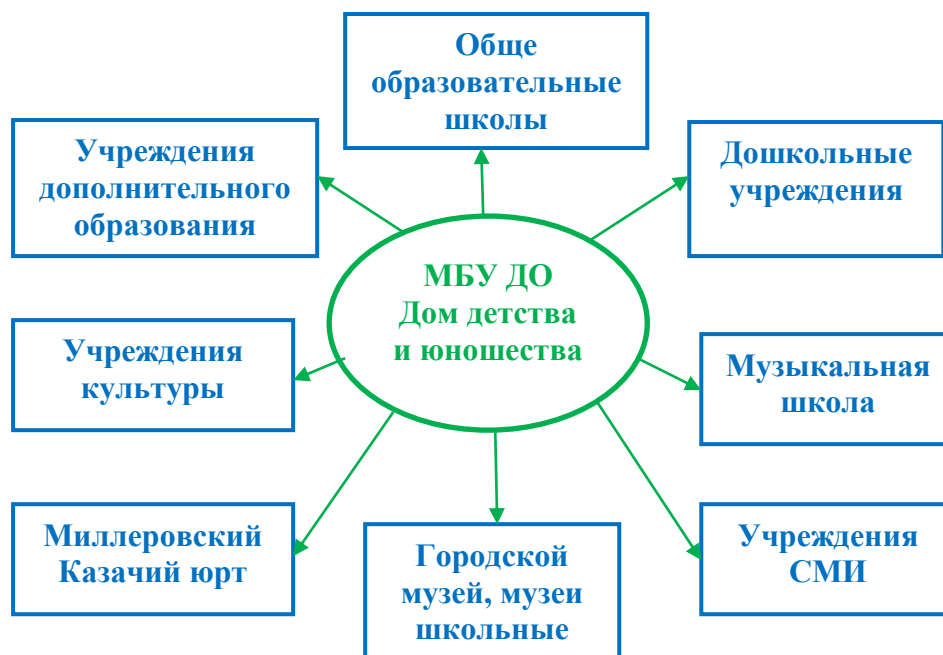 Обще
образовательные
школы
Учреждения
дополнительного
образования
Дошкольные
учреждения
МБУ ДО
Дом детства
и юношества
Учреждения
культуры
Музыкальная
школа
Миллеровский
Казачий юрт
Городской
музей, музеи
школьные
Учреждения
СМИ